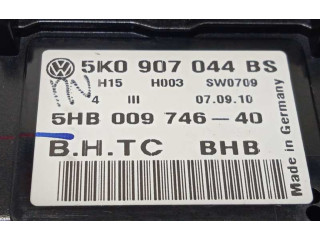 5K0 907 044 BS
H15 H003 SW0709
4 III 07.09.10
5HB 009 746-40
B.H.TC BHB
Made in Germany